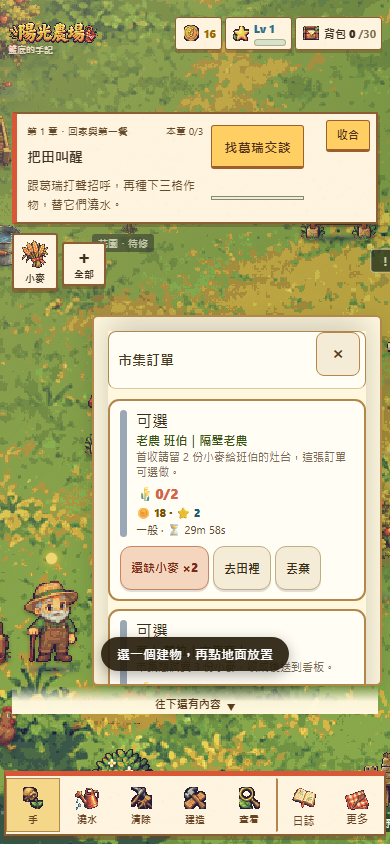 陽光農場
籃底的手記
16
Lv 1
背包 0/30
第 1 章 · 回家與第一餐
本章 0/3
收合
把田叫醒
找葛瑞交談
跟葛瑞打聲招呼，再種下三格作
物，替它們澆水。
花圃 · 待修
小麥
+
全部
!
市集訂單
×
可選
老農 班伯 | 隔壁老農
首收請留 2 份小麥給班伯的灶台，這張訂單
可選做。
0/2
18 · 2
一般 · 29m 58s
還缺小麥 ×2
去田裡
丟棄
可選
選一個建物，再點地面放置
送到看板。
往下還有內容 ▼
手
澆水
清除
建造
查看
日誌
更多